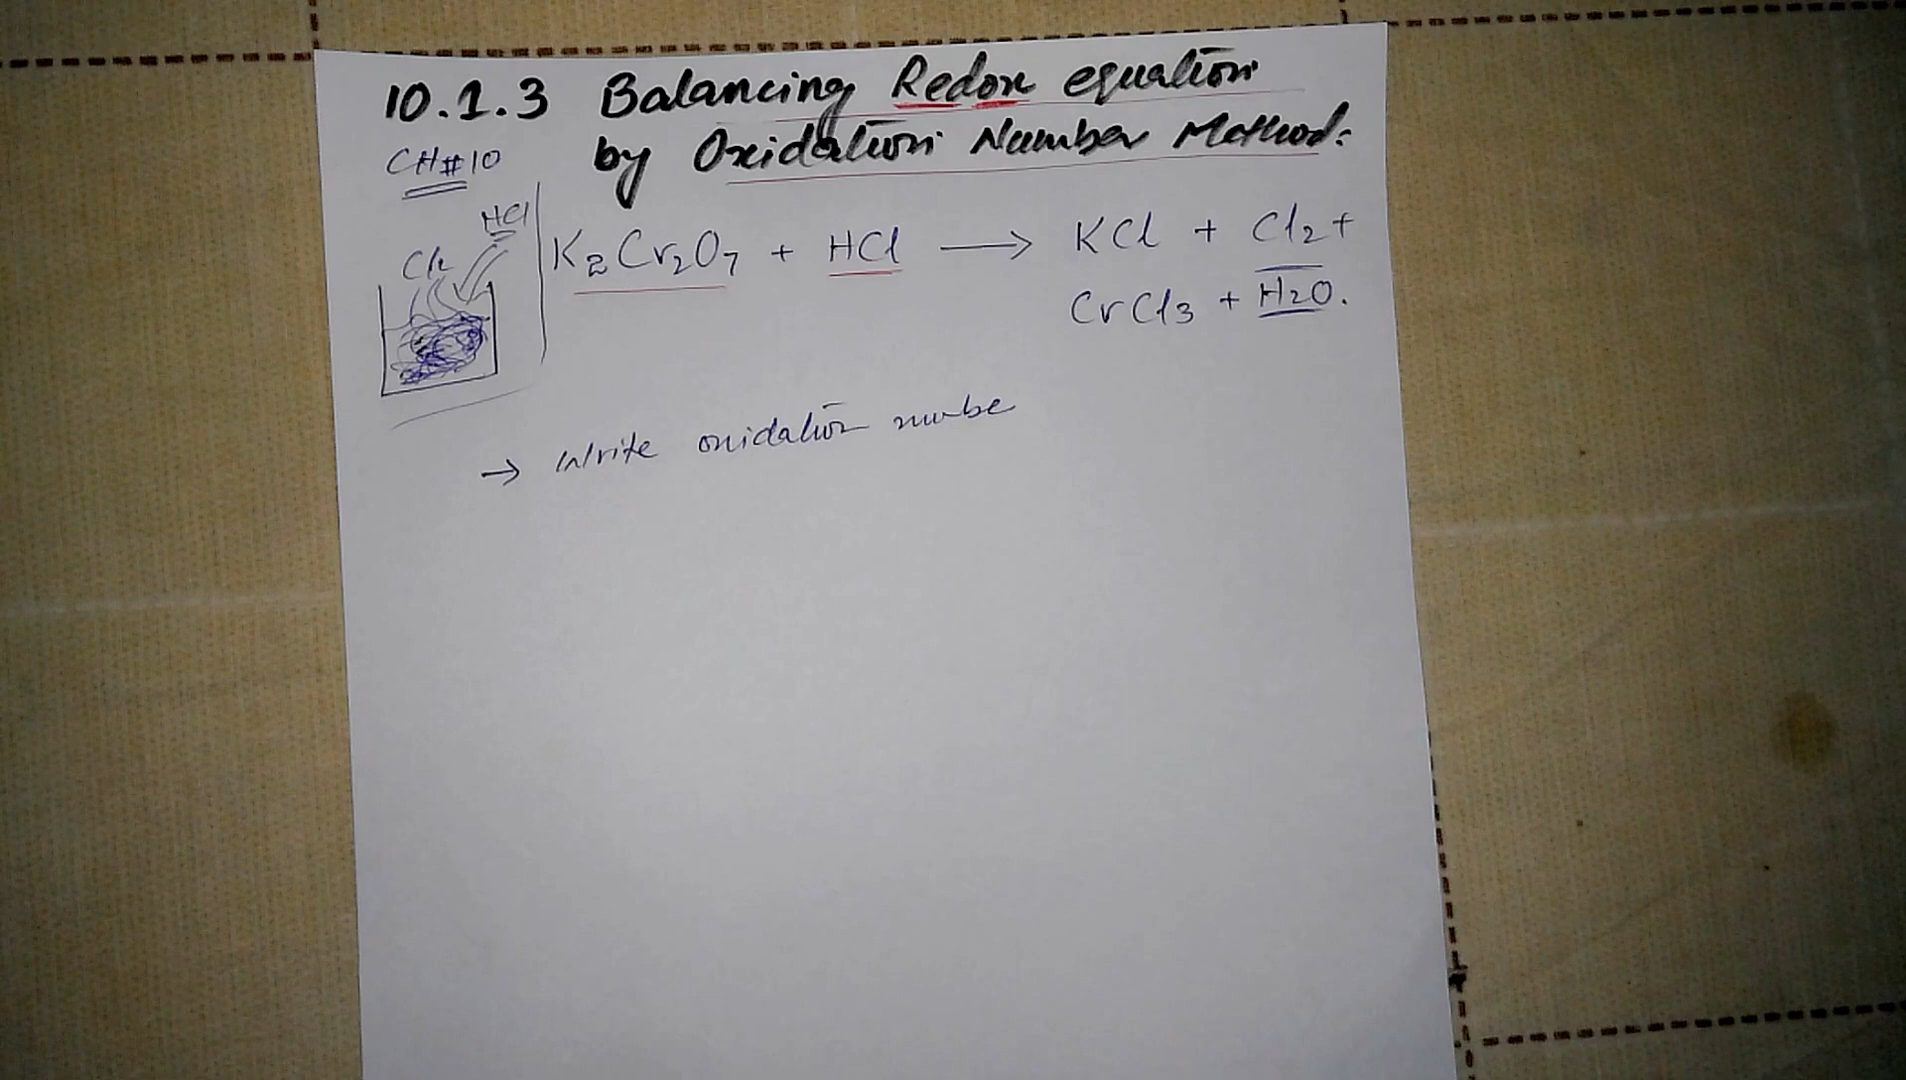 10.1.3 Balancing Redox equation
by Oxidation Number Method:
CH#10
HCl
Cl2
K2Cr2O7 + HCl → KCl + Cl2 +
CrCl3 + H2O.
→ Write oxidation numbe